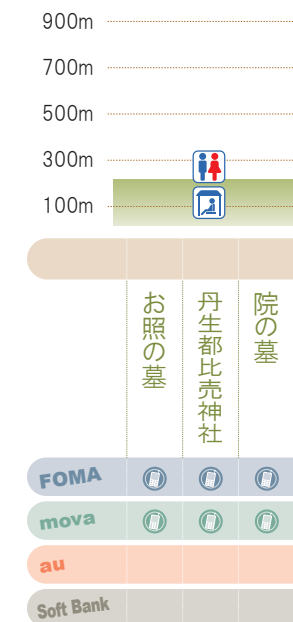 900m
700m
500m
300m
100m
お照の墓
丹生都比売神社
院の墓
FOMA
mova
au
Soft Bank